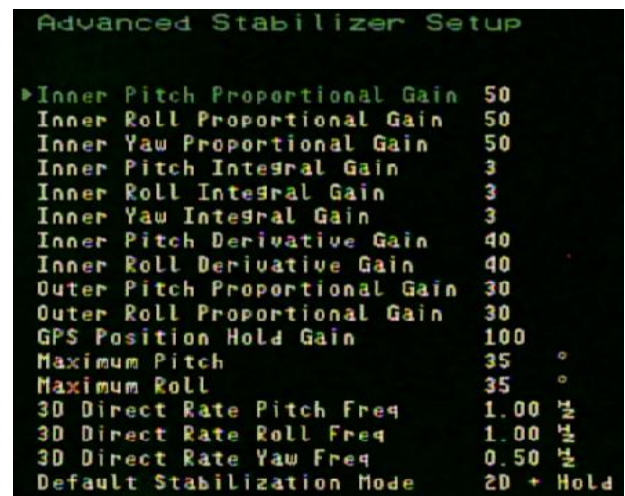 Advanced Stabilizer Setup
Inner Pitch Proportional Gain 50
Inner Roll Proportional Gain 50
Inner Yaw Proportional Gain 50
Inner Pitch Integral Gain 3
Inner Roll Integral Gain 3
Inner Yaw Integral Gain 3
Inner Pitch Derivative Gain 40
Inner Roll Derivative Gain 40
Outer Pitch Proportional Gain 30
Outer Roll Proportional Gain 30
GPS Position Hold Gain 100
Maximum Pitch 35 °
Maximum Roll 35 °
3D Direct Rate Pitch Freq 1.00 Hz
3D Direct Rate Roll Freq 1.00 Hz
3D Direct Rate Yaw Freq 0.50 Hz
Default Stabilization Mode 2D + Hold